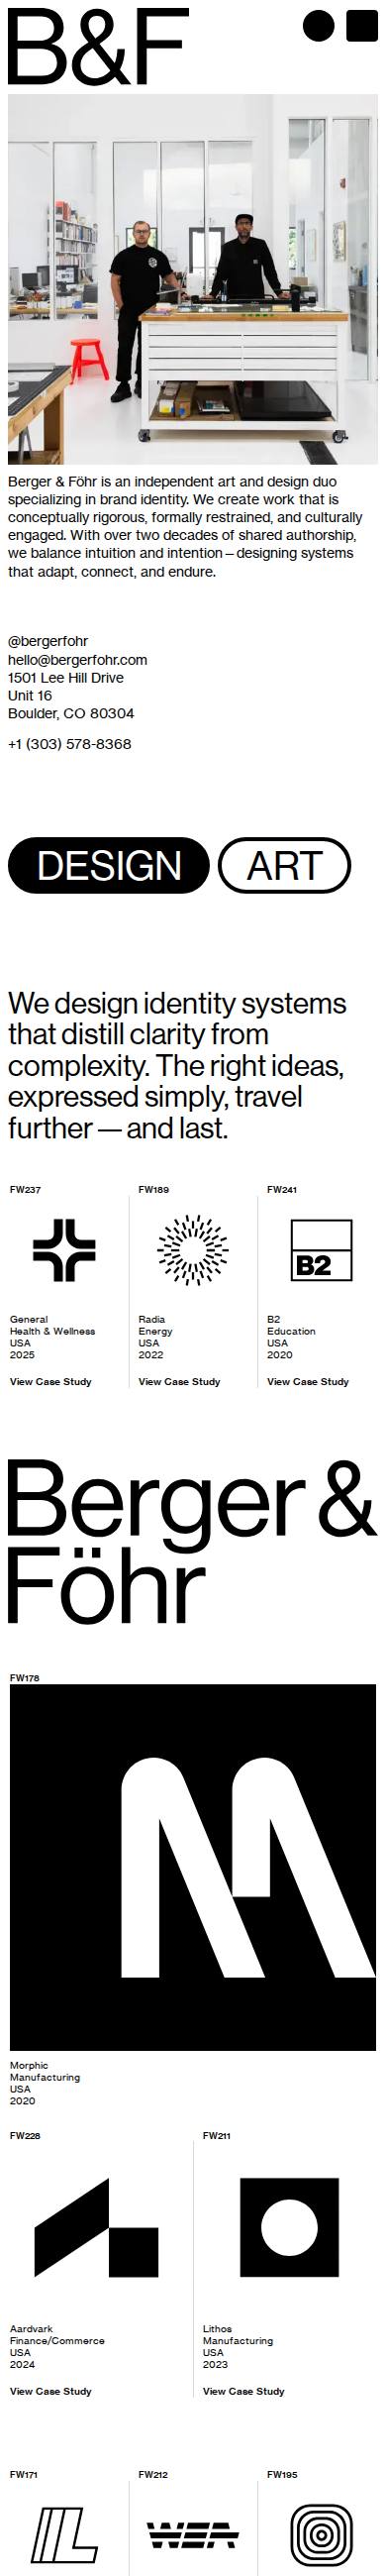 B&F
Berger & Föhr is an independent art and design duo
specializing in brand identity. We create work that is
conceptually rigorous, formally restrained, and culturally
engaged. With over two decades of shared authorship,
we balance intuition and intention – designing systems
that adapt, connect, and endure.
@bergerfohr
hello@bergerfohr.com
1501 Lee Hill Drive
Unit 16
Boulder, CO 80304
+1 (303) 578-8368
DESIGN ART
We design identity systems
that distill clarity from
complexity. The right ideas,
expressed simply, travel
further — and last.
FW237
General
Health & Wellness
USA
2025
View Case Study
FW189
Radia
Energy
USA
2022
View Case Study
FW241
B2
B2
Education
USA
2020
View Case Study
Berger &
Föhr
FW178
M
Morphic
Manufacturing
USA
2020
FW228
Aardvark
Finance/Commerce
USA
2024
View Case Study
FW211
Lithos
Manufacturing
USA
2023
View Case Study
FW171
FW212
WEA
FW195